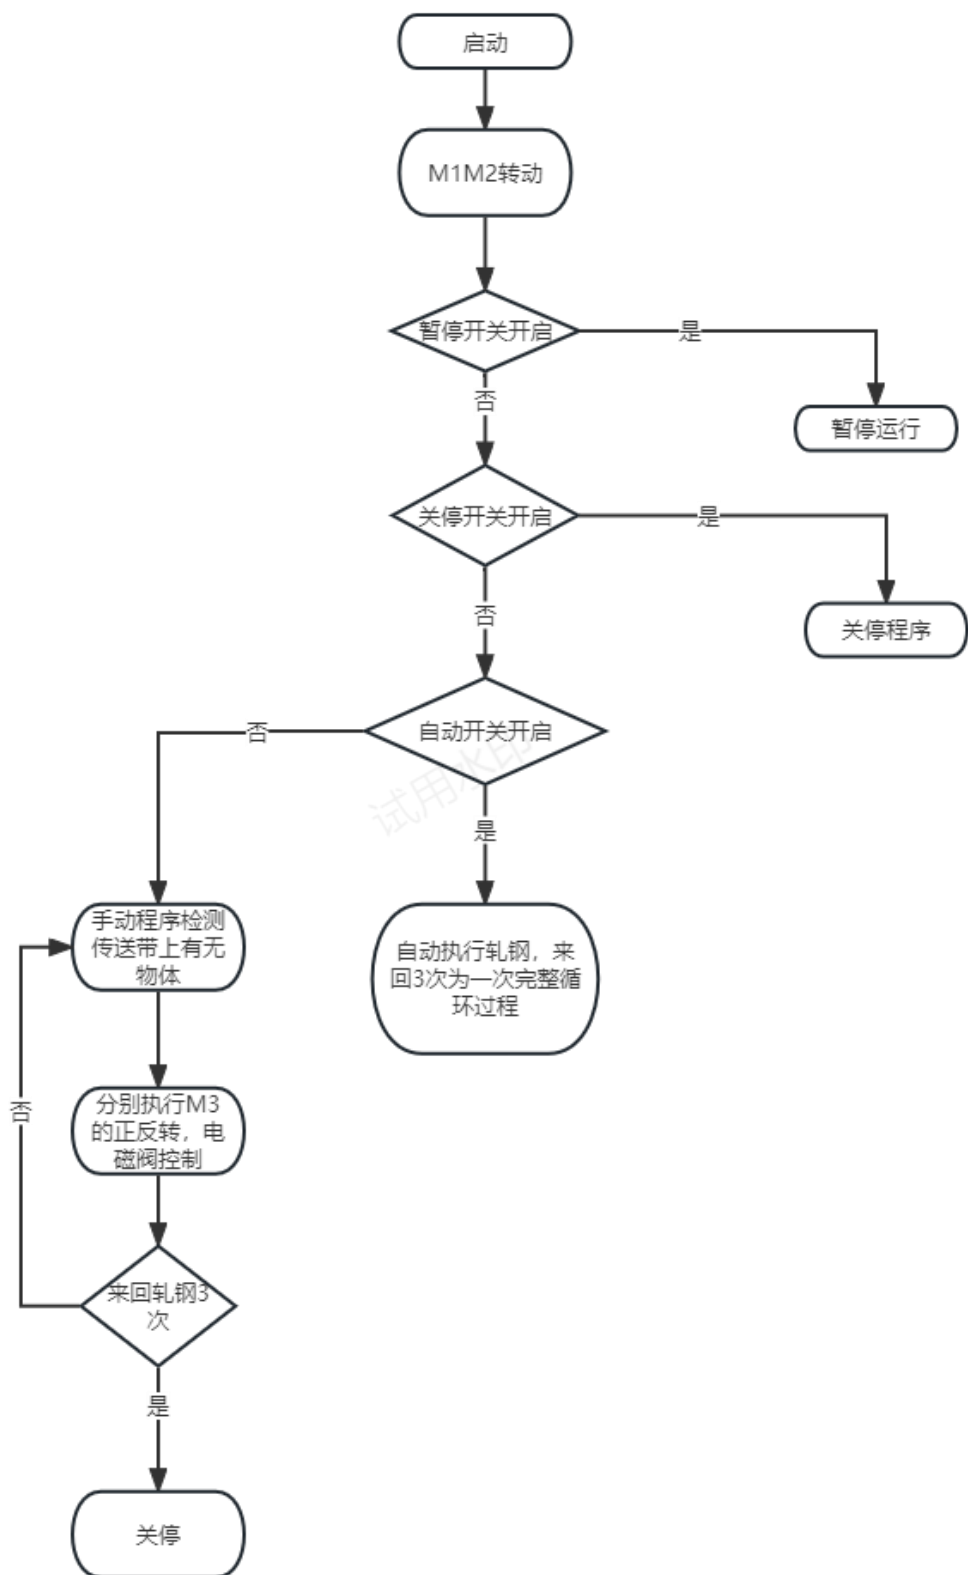 启动
M1M2转动
暂停开关开启
是
否
暂停运行
关停开关开启
是
否
关停程序
自动开关开启
否
是
试用水印
手动程序检测
传送带上有无
物体
自动执行轧钢，来
回3次为一次完整循
环过程
分别执行M3
的正反转，电
磁阀控制
否
来回轧钢3
次
是
关停